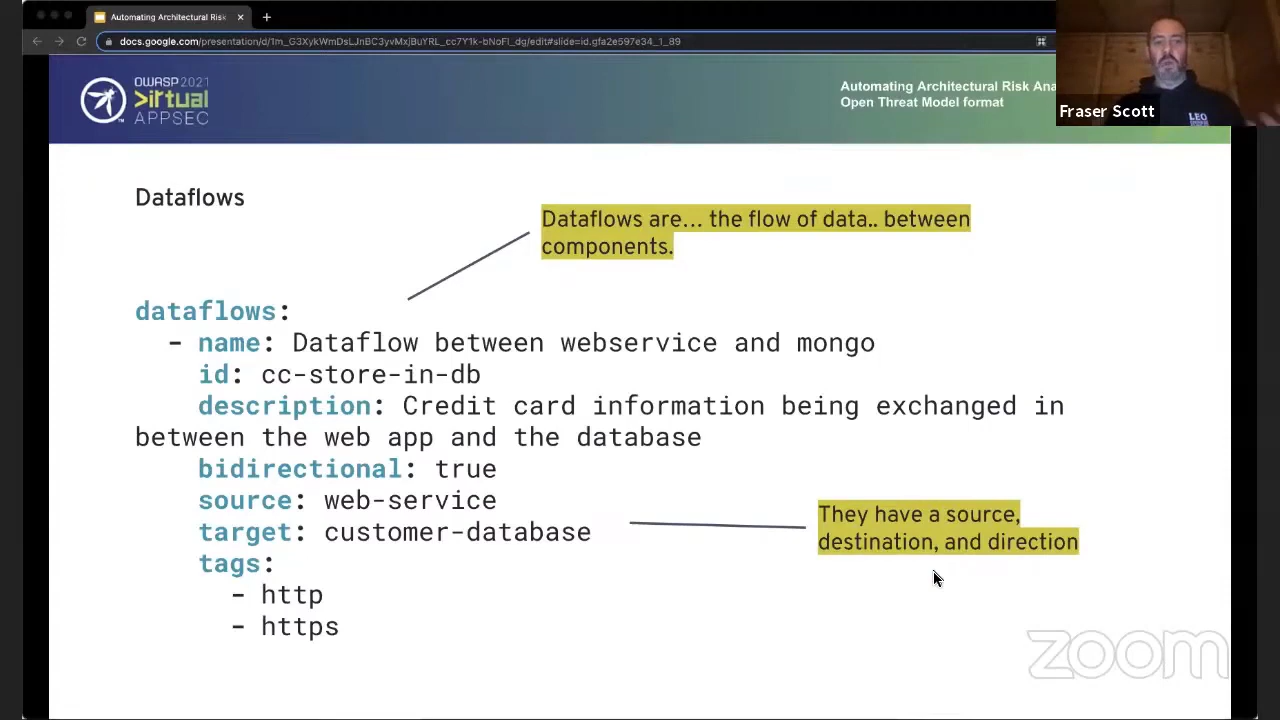 Automating Architectural Risk
docs.google.com/presentation/d/1m_G3XykWmDsLJnBC3yvMxjBuYRL_cc7Y1k-bNoFl_dg/edit#slide=id.gfa2e597e34_1_89
OWASP 2021
>irtual
APPSEC
Automating Architectural Risk Ana
Open Threat Model format
Fraser Scott
LEO
Dataflows
Dataflows are... the flow of data.. between
components.
dataflows:
- name: Dataflow between webservice and mongo
id: cc-store-in-db
description: Credit card information being exchanged in
between the web app and the database
bidirectional: true
source: web-service
target: customer-database
tags:
- http
- https
They have a source,
destination, and direction
zoom